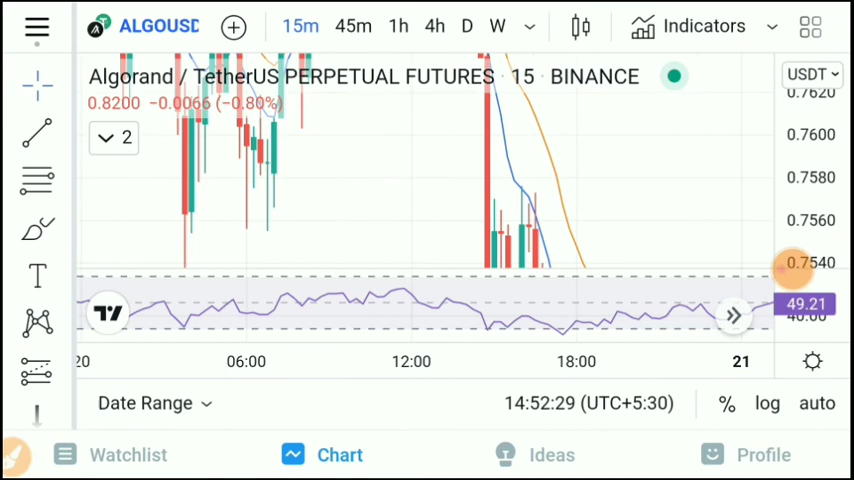 ALGOUSD 15m 45m 1h 4h D W Indicators
Algorand / TetherUS PERPETUAL FUTURES · 15 · BINANCE USDT
0.8200 −0.0066 (−0.80%)
0.7620
2
0.7600
0.7580
0.7560
0.7540
49.21
40.00
20 06:00 12:00 18:00 21
Date Range 14:52:29 (UTC+5:30) % log auto
Watchlist Chart Ideas Profile